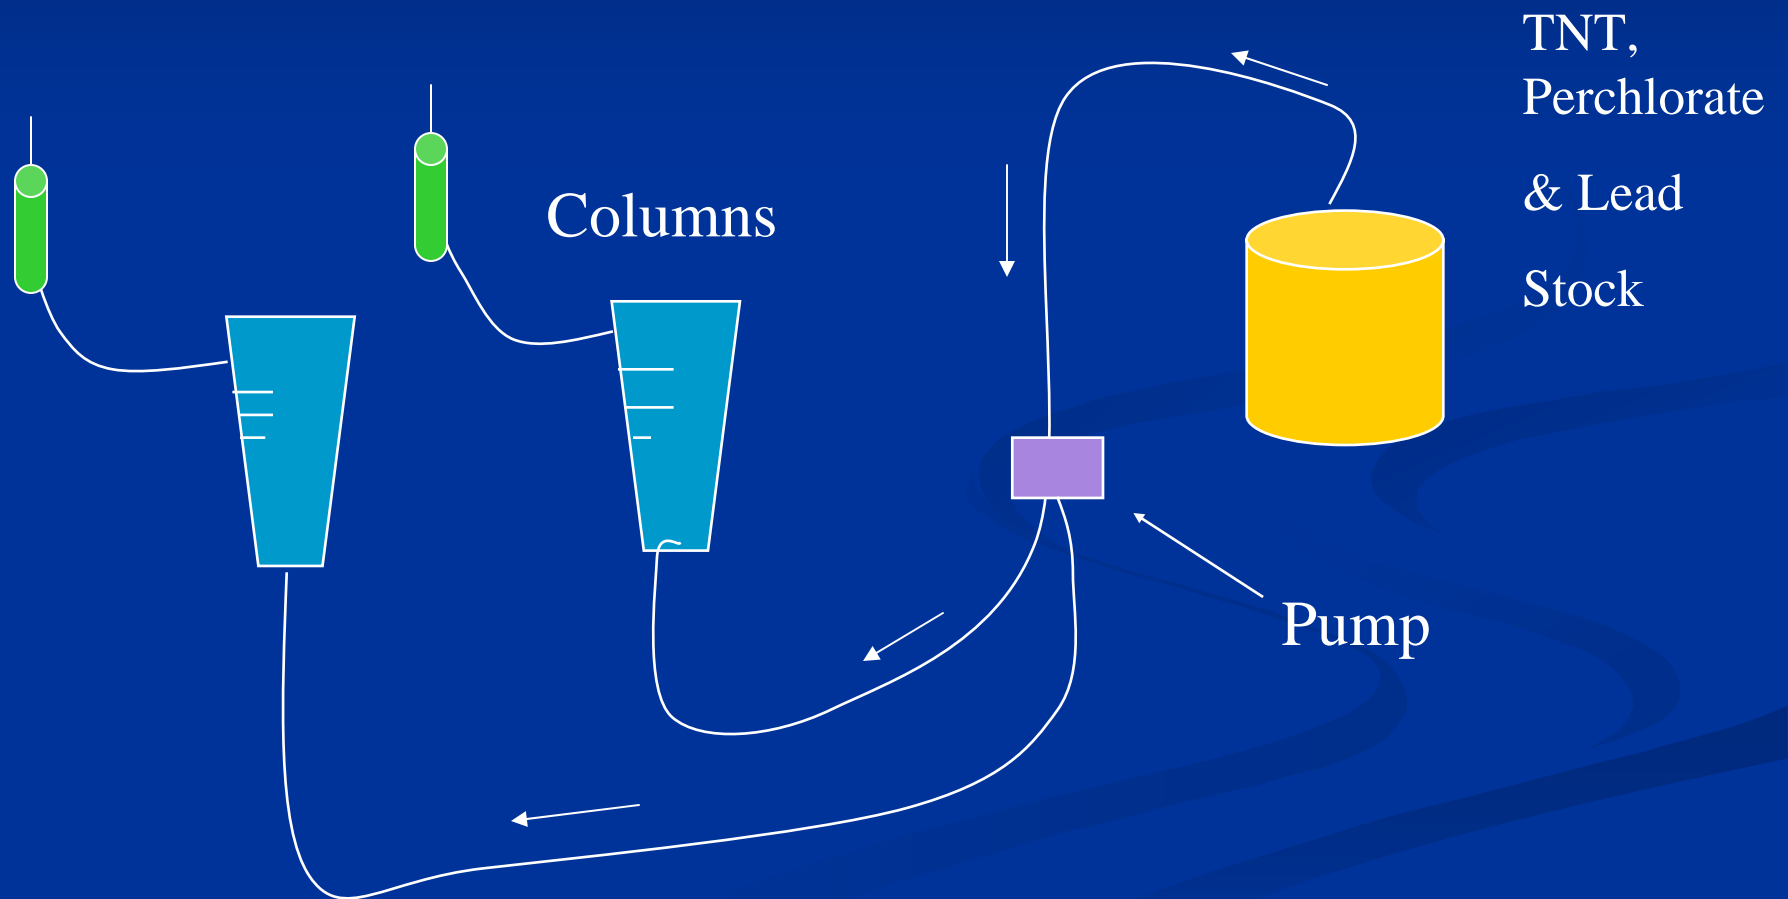 TNT,
Perchlorate
& Lead
Stock
Columns
Pump